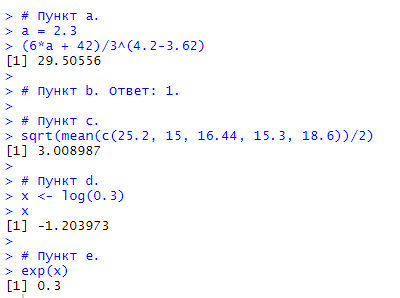 > # Пункт a.
> a = 2.3
> (6*a + 42)/3^(4.2-3.62)
[1] 29.50556
>
> # Пункт b. Ответ: 1.
>
> # Пункт c.
> sqrt(mean(c(25.2, 15, 16.44, 15.3, 18.6))/2)
[1] 3.008987
>
> # Пункт d.
> x <- log(0.3)
> x
[1] -1.203973
>
> # Пункт e.
> exp(x)
[1] 0.3